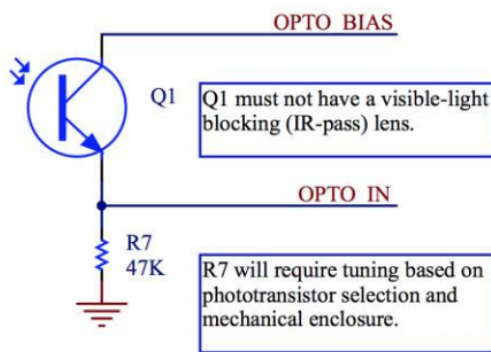 OPTO BIAS
Q1
Q1 must not have a visible-light
blocking (IR-pass) lens.
OPTO IN
R7
47K
R7 will require tuning based on
phototransistor selection and
mechanical enclosure.